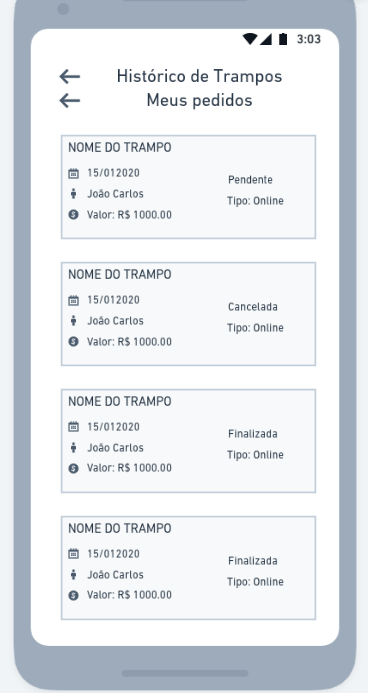 3:03
Histórico de Trampos
Meus pedidos
NOME DO TRAMPO
15/012020
João Carlos
Valor: R$ 1000.00
Pendente
Tipo: Online
NOME DO TRAMPO
15/012020
João Carlos
Valor: R$ 1000.00
Cancelada
Tipo: Online
NOME DO TRAMPO
15/012020
João Carlos
Valor: R$ 1000.00
Finalizada
Tipo: Online
NOME DO TRAMPO
15/012020
João Carlos
Valor: R$ 1000.00
Finalizada
Tipo: Online